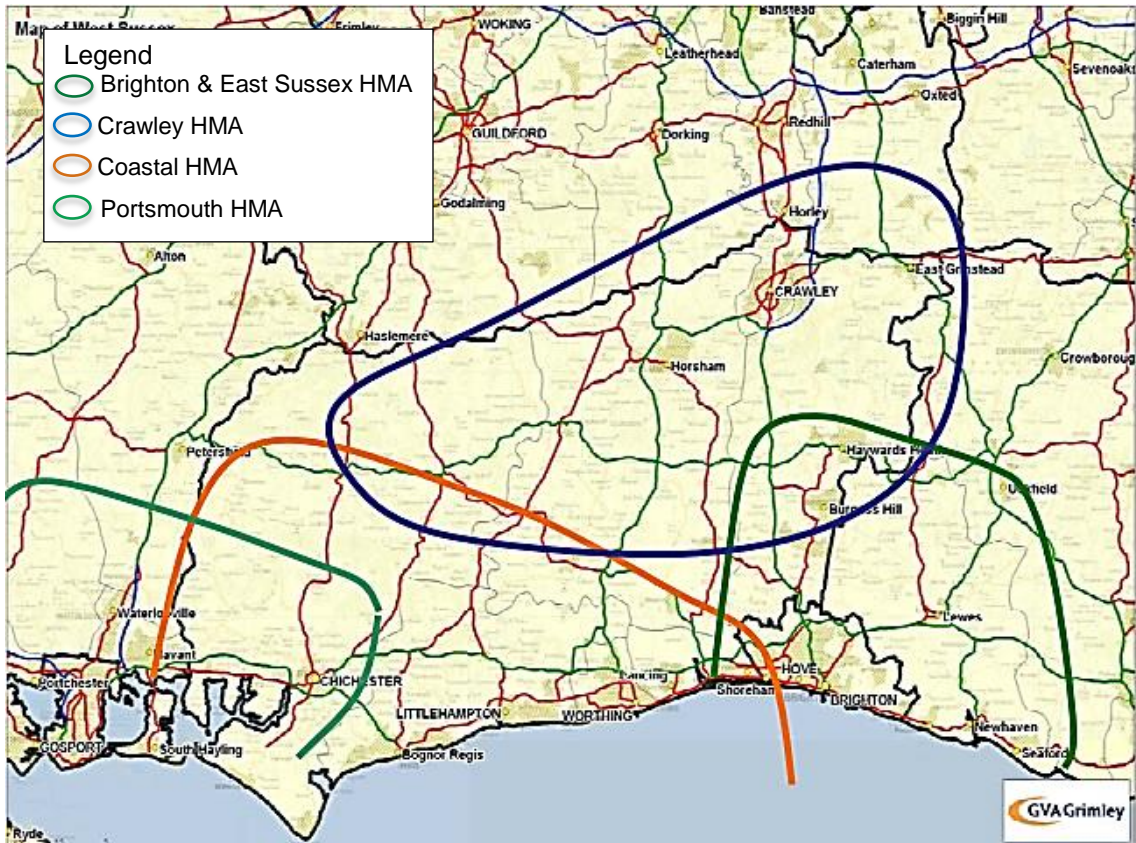 Map of West Sussex
Frimley
WOKING
Banstead
Biggin Hill
Legend
Brighton & East Sussex HMA
Crawley HMA
Coastal HMA
Portsmouth HMA
Leatherhead
Caterham
Sevenoaks
Oxted
GUILDFORD
Dorking
Redhill
Godalming
Horley
Alton
East Grinstead
CRAWLEY
Haslemere
Horsham
Crowborough
Petersfield
Haywards Heath
Uckfield
Burgess Hill
Waterlooville
Lewes
Havant
Portchester
CHICHESTER
Lancing
HOVE
Shoreham
BRIGHTON
LITTLEHAMPTON
WORTHING
Newhaven
GOSPORT
South Hayling
Bognor Regis
Seaford
GVA Grimley
Ryde